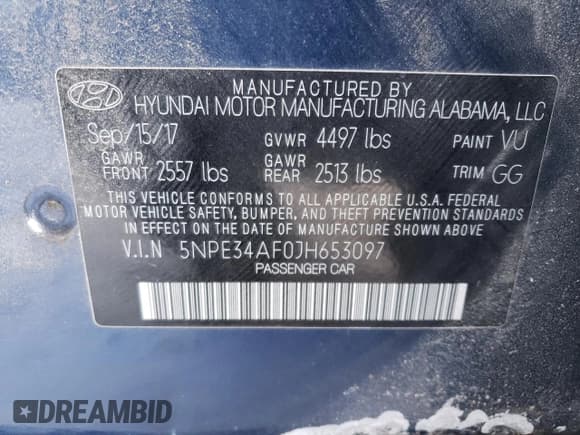 MANUFACTURED BY
HYUNDAI MOTOR MANUFACTURING ALABAMA, LLC
Sep/15/17 GVWR 4497 lbs PAINT VU
GAWR FRONT 2557 lbs GAWR REAR 2513 lbs TRIM GG
THIS VEHICLE CONFORMS TO ALL APPLICABLE U.S.A. FEDERAL
MOTOR VEHICLE SAFETY, BUMPER, AND THEFT PREVENTION STANDARDS
IN EFFECT ON THE DATE OF MANUFACTURE SHOWN ABOVE
V.I.N 5NPE34AF0JH653097
PASSENGER CAR
DREAMBID